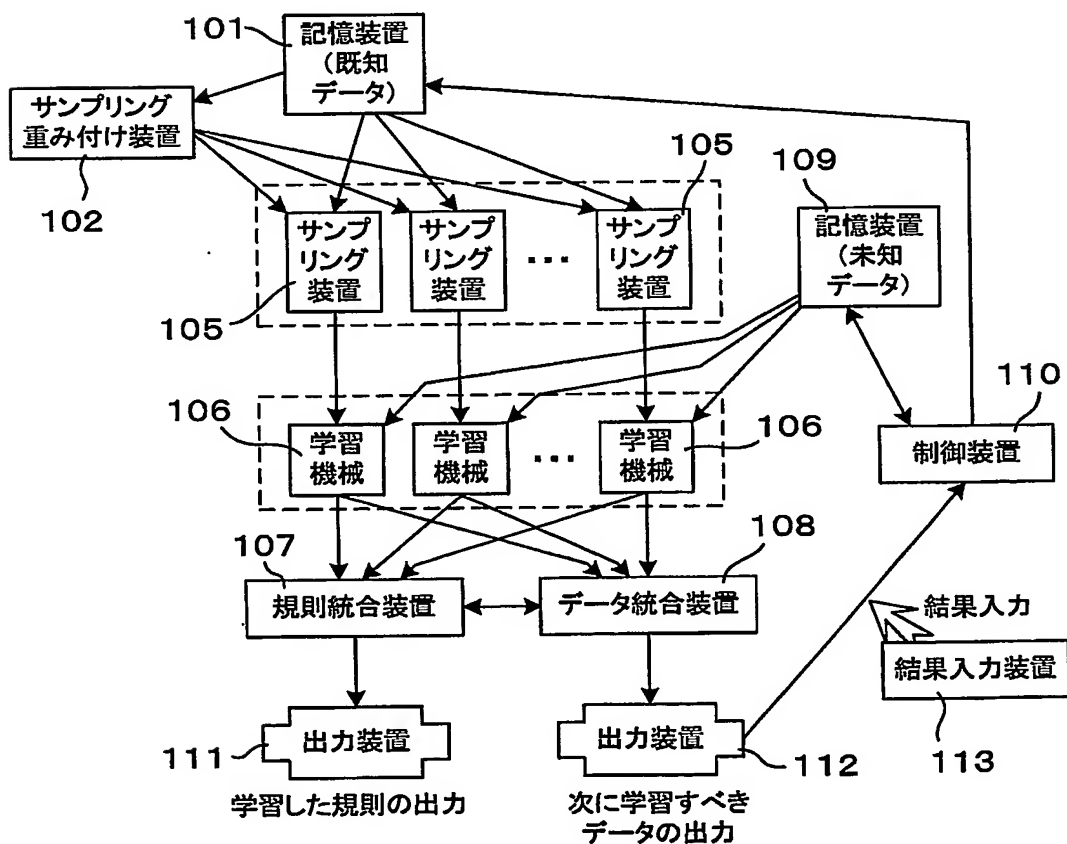 101
記憶装置
(既知
データ)
サンプリング
重み付け装置
102
105
109
記憶装置
(未知
データ)
サンプ
リング
装置
サンプ
リング
装置
...
サンプ
リング
装置
105
110
制御装置
106
学習
機械
学習
機械
...
学習
機械
106
107
規則統合装置
108
データ統合装置
結果入力
結果入力装置
113
111
出力装置
学習した規則の出力
出力装置
112
次に学習すべき
データの出力